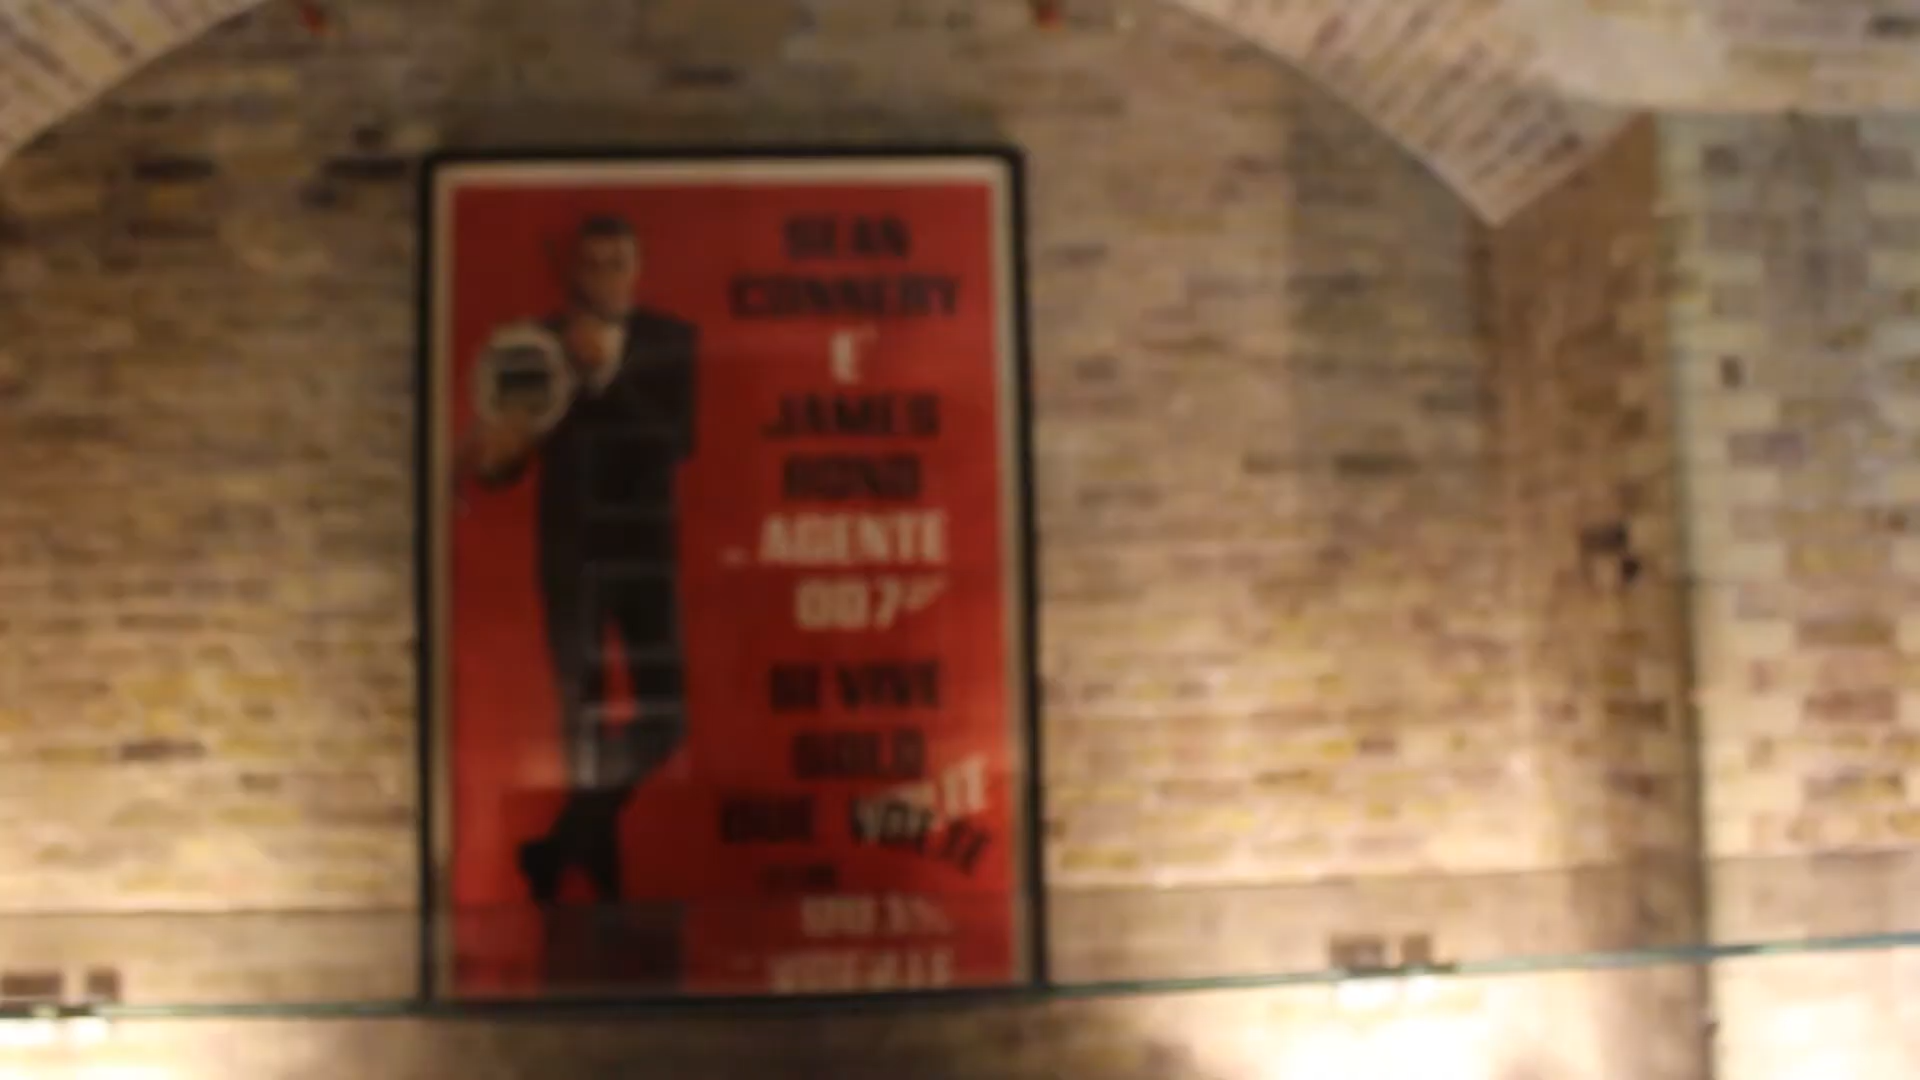 SEAN
CONNERY
E'
JAMES
BOND
AGENTE
007
SI VIVE
SOLO
DUE VOLTE